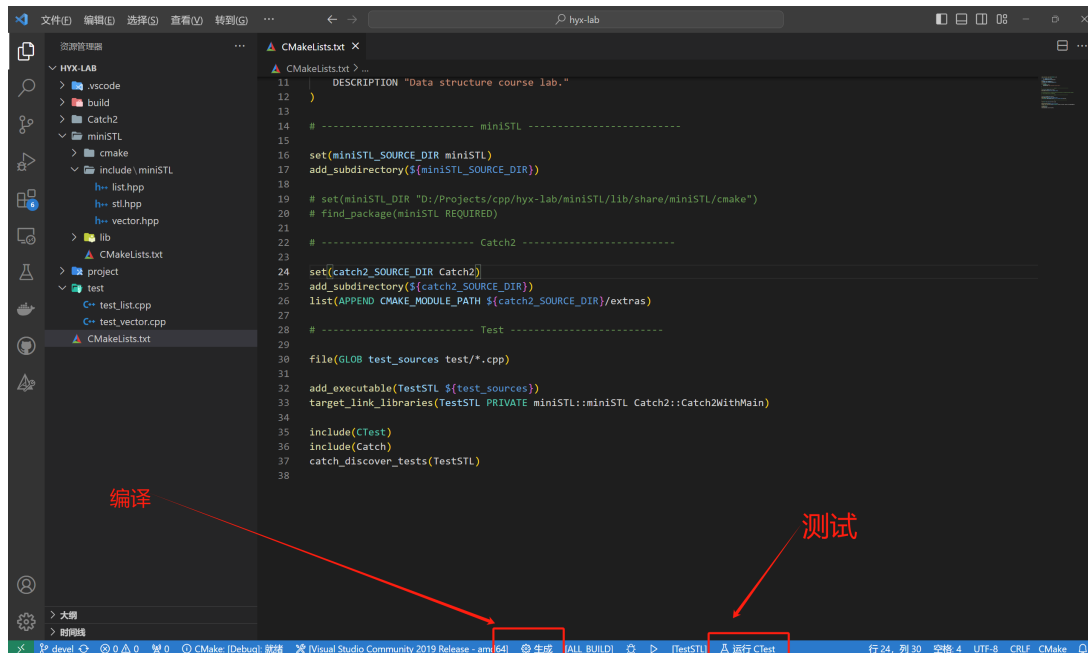 文件(F) 编辑(E) 选择(S) 查看(V) 转到(G) ··· hyx-lab
资源管理器 ··· CMakeLists.txt
HYX-LAB
.vscode
build
Catch2
miniSTL
cmake
include \ miniSTL
list.hpp
stl.hpp
vector.hpp
lib
CMakeLists.txt
project
test
test_list.cpp
test_vector.cpp
CMakeLists.txt
大纲
时间线
6
CMakeLists.txt > ...
11 DESCRIPTION "Data structure course lab."
12 )
13
14 # -------------------------- miniSTL --------------------------
15
16 set(miniSTL_SOURCE_DIR miniSTL)
17 add_subdirectory(${miniSTL_SOURCE_DIR})
18
19 # set(miniSTL_DIR "D:/Projects/cpp/hyx-lab/miniSTL/lib/share/miniSTL/cmake")
20 # find_package(miniSTL REQUIRED)
21
22 # -------------------------- Catch2 --------------------------
23
24 set(catch2_SOURCE_DIR Catch2)
25 add_subdirectory(${catch2_SOURCE_DIR})
26 list(APPEND CMAKE_MODULE_PATH ${catch2_SOURCE_DIR}/extras)
27
28 # -------------------------- Test --------------------------
29
30 file(GLOB test_sources test/*.cpp)
31
32 add_executable(TestSTL ${test_sources})
33 target_link_libraries(TestSTL PRIVATE miniSTL::miniSTL Catch2::Catch2WithMain)
34
35 include(CTest)
36 include(Catch)
37 catch_discover_tests(TestSTL)
38
编译
测试
devel 0 0 0 CMake: [Debug]: 就绪 [Visual Studio Community 2019 Release - amd64] 生成 [ALL_BUILD] [TestSTL] 运行 CTest 行 24，列 30 空格: 4 UTF-8 CRLF CMake